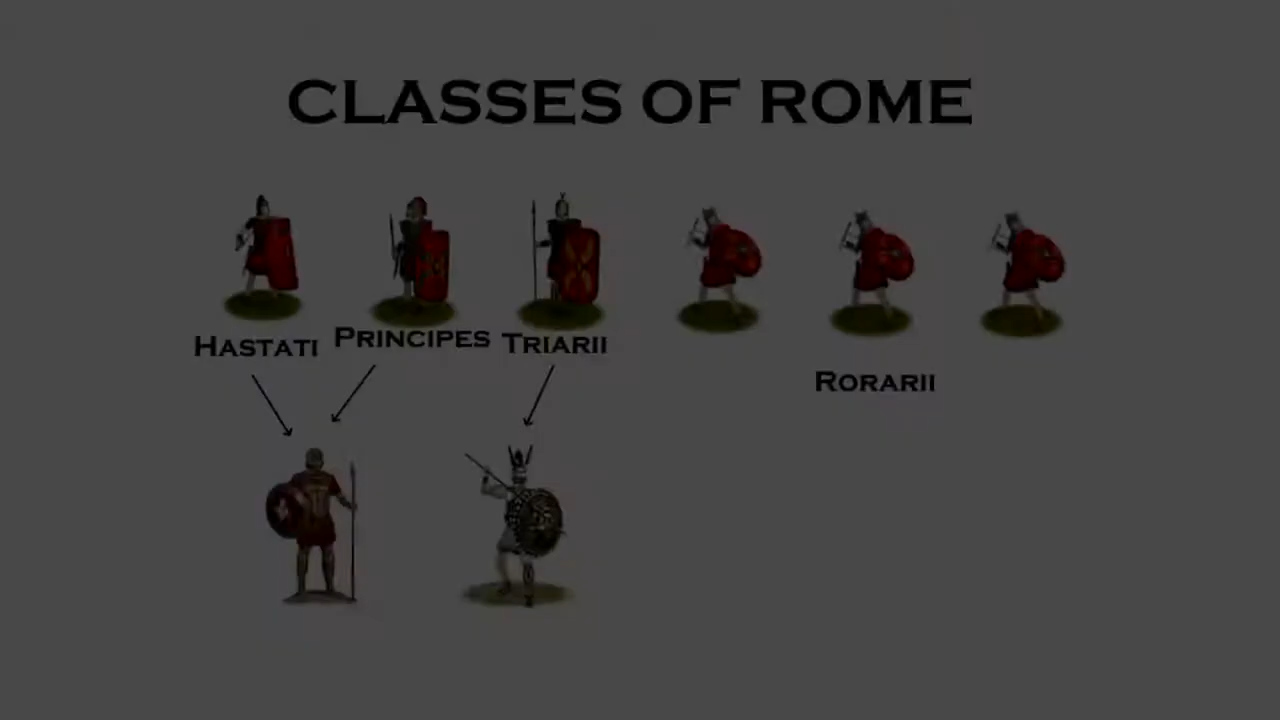 CLASSES OF ROME
HASTATI
PRINCIPES
TRIARII
RORARII